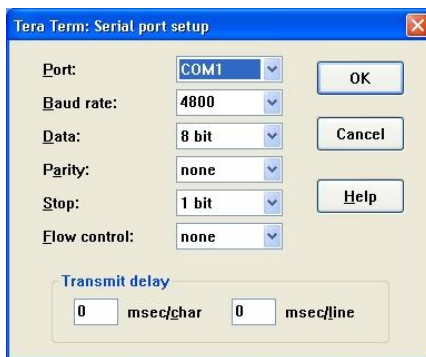 Tera Term: Serial port setup
Port: COM1
OK
Baud rate: 4800
Data: 8 bit
Cancel
Parity: none
Stop: 1 bit
Help
Flow control: none
Transmit delay
0 msec/char 0 msec/line